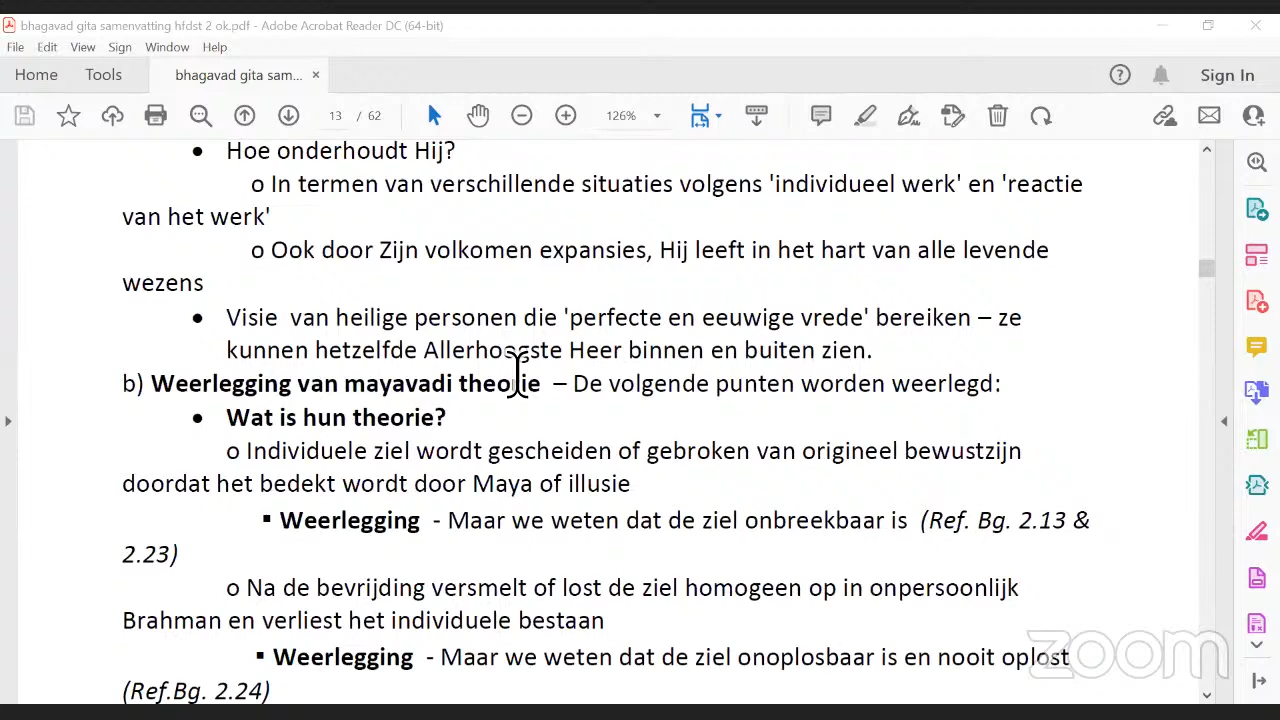 bhagavad gita samenvatting hfdst 2 ok.pdf - Adobe Acrobat Reader DC (64-bit)
File Edit View Sign Window Help
Home Tools bhagavad gita sam... × Sign In
13 / 62 126%
• Hoe onderhoudt Hij?
o In termen van verschillende situaties volgens 'individueel werk' en 'reactie
van het werk'
o Ook door Zijn volkomen expansies, Hij leeft in het hart van alle levende
wezens
• Visie van heilige personen die 'perfecte en eeuwige vrede' bereiken – ze
kunnen hetzelfde Allerhoogste Heer binnen en buiten zien.
b) Weerlegging van mayavadi theorie – De volgende punten worden weerlegd:
• Wat is hun theorie?
o Individuele ziel wordt gescheiden of gebroken van origineel bewustzijn
doordat het bedekt wordt door Maya of illusie
▪ Weerlegging - Maar we weten dat de ziel onbreekbaar is (Ref. Bg. 2.13 &
2.23)
o Na de bevrijding versmelt of lost de ziel homogeen op in onpersoonlijk
Brahman en verliest het individuele bestaan
▪ Weerlegging - Maar we weten dat de ziel onoplosbaar is en nooit oplost
(Ref.Bg. 2.24)
zoom